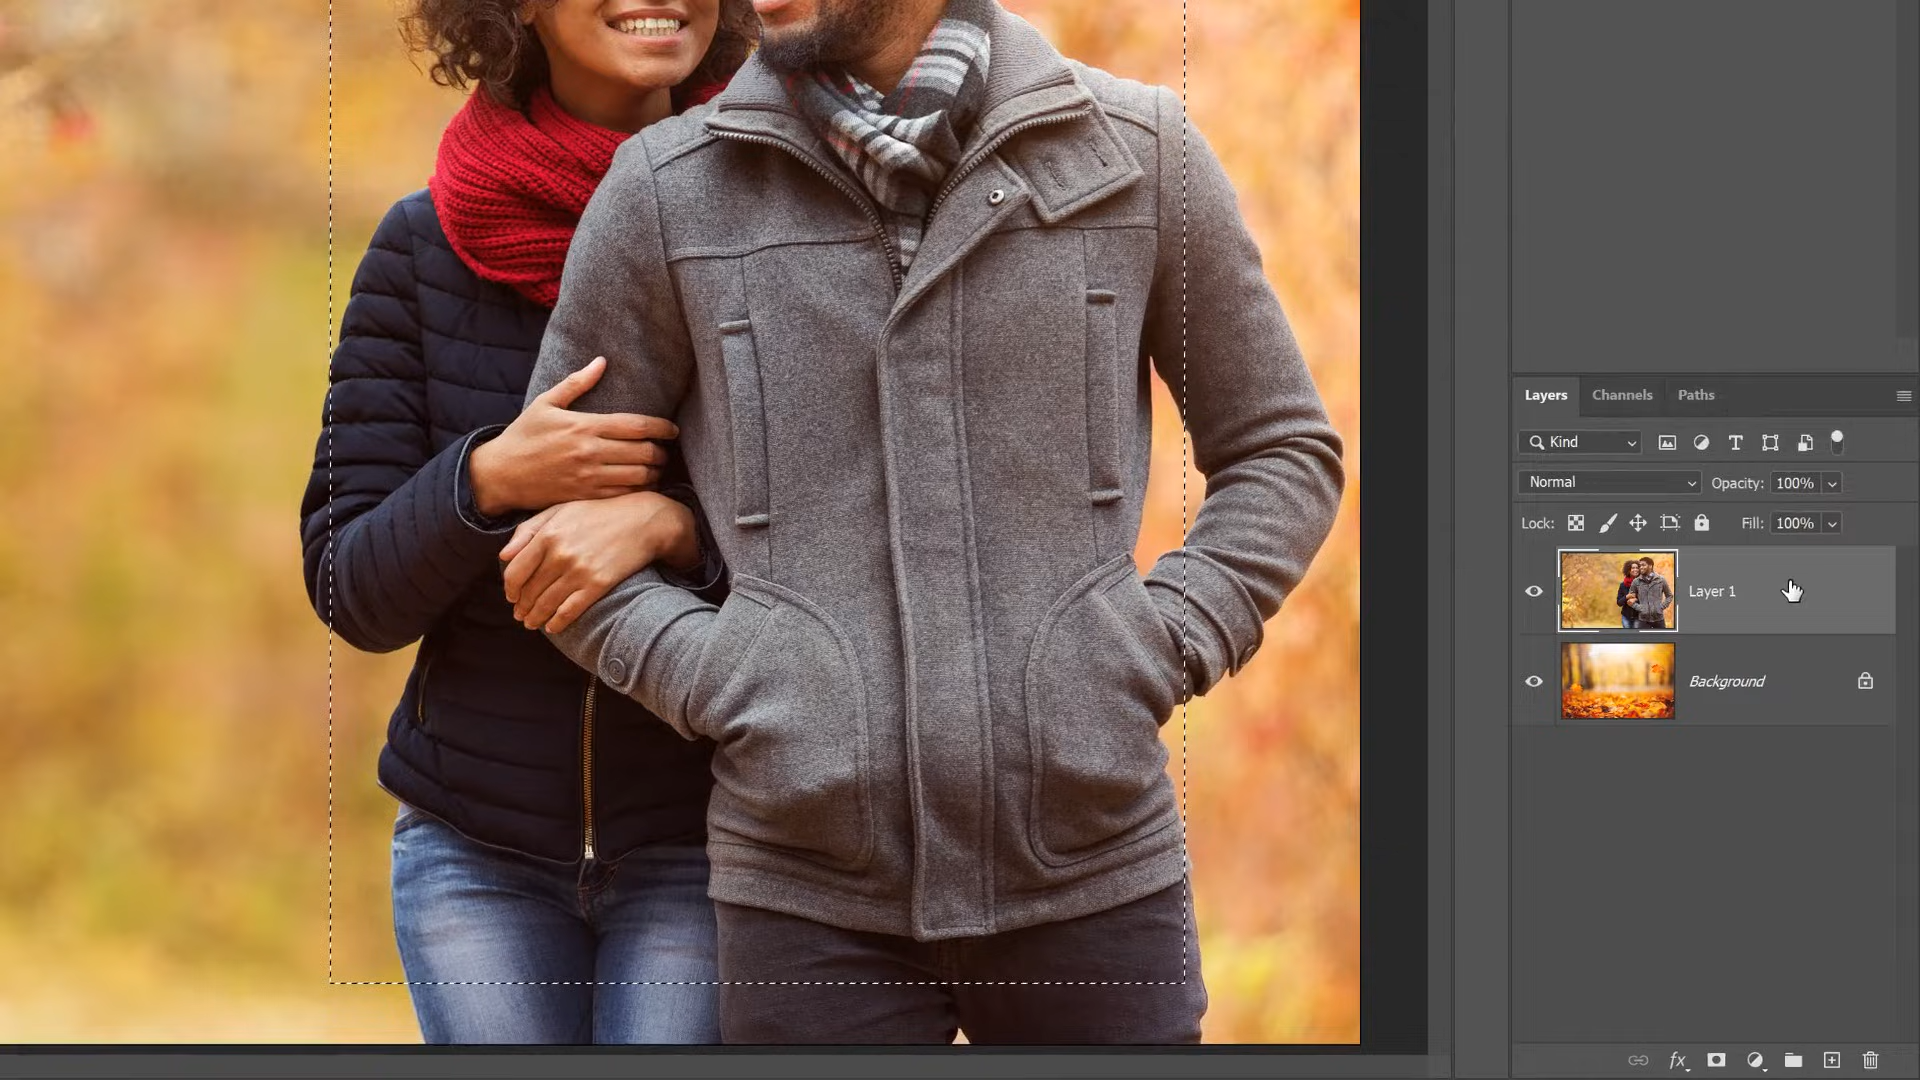 Layers Channels Paths
Kind
Normal Opacity: 100%
Lock: Fill: 100%
Layer 1
Background
fx